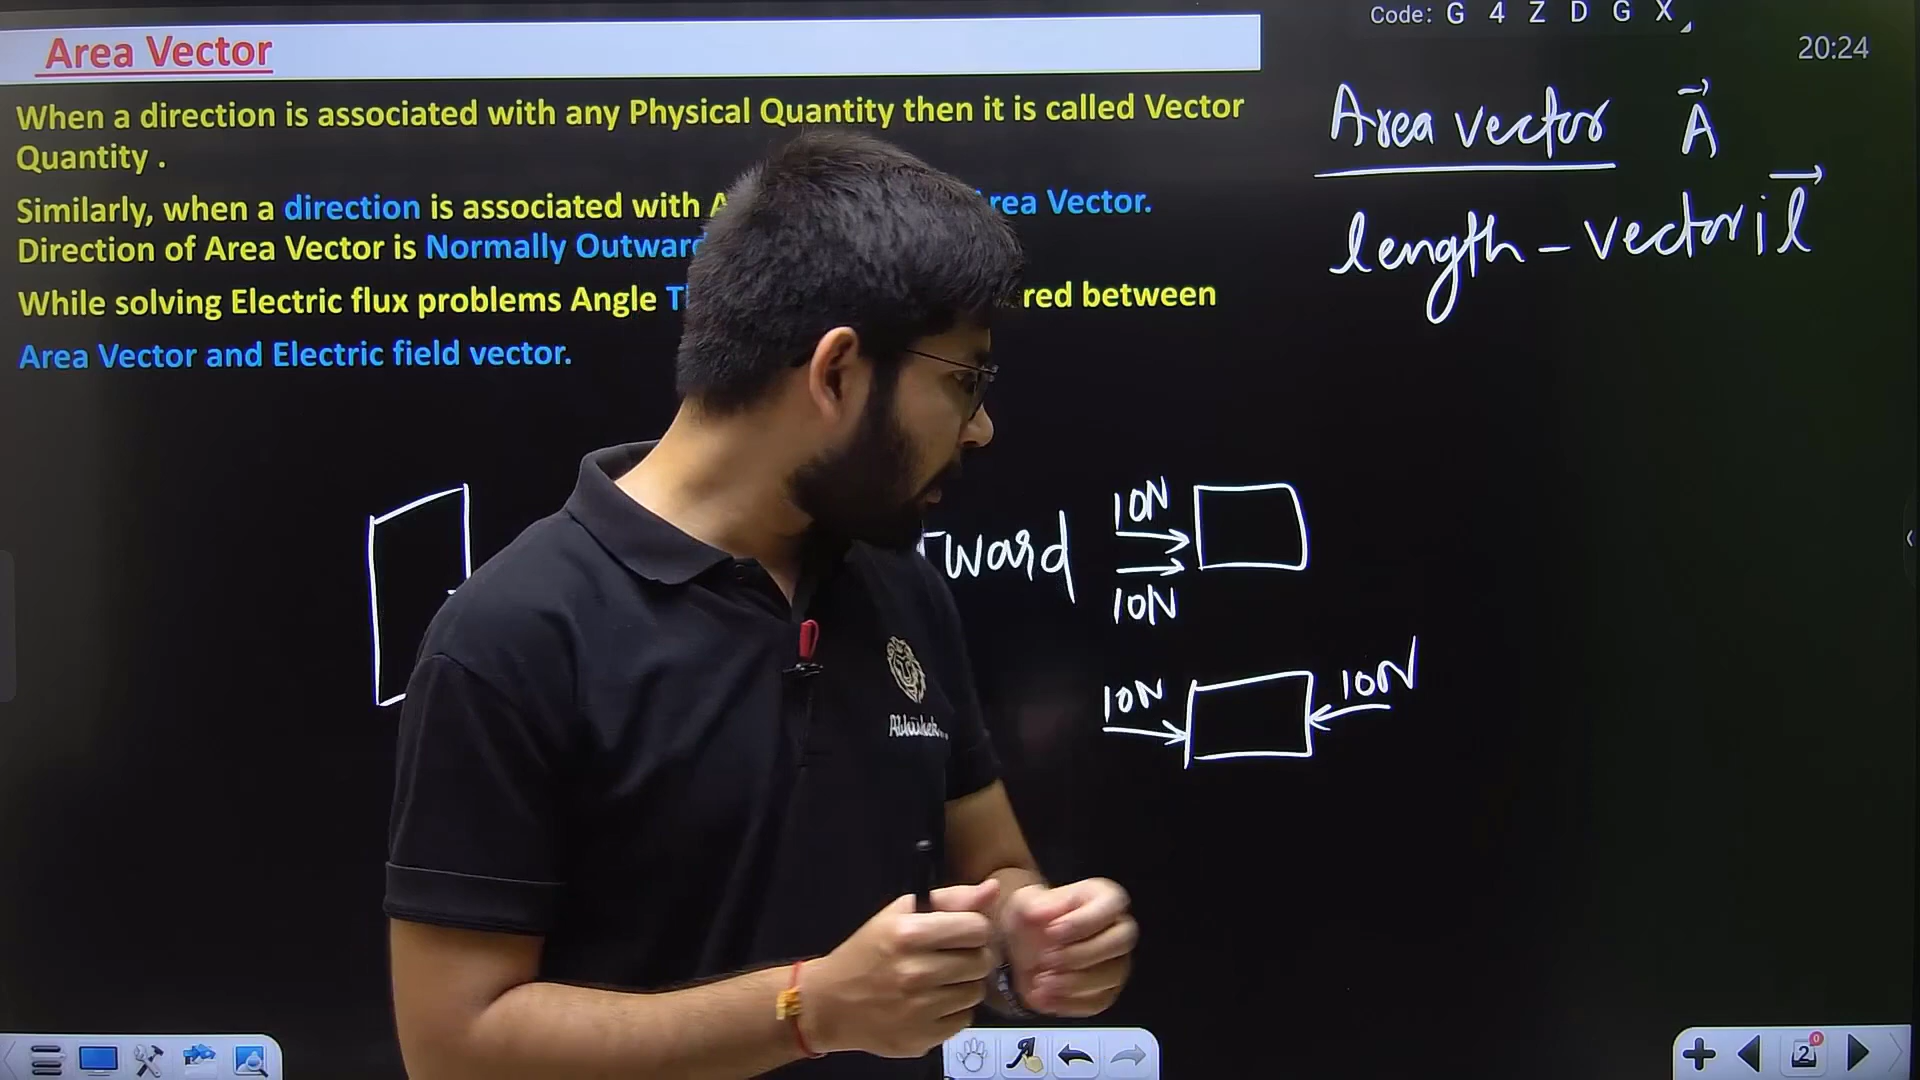 Code: G 4 Z D G X
20:24
Area Vector
When a direction is associated with any Physical Quantity then it is called Vector
Quantity .
Similarly, when a direction is associated with A rea Vector.
Direction of Area Vector is Normally Outward
While solving Electric flux problems Angle T red between
Area Vector and Electric field vector.
Area vector A⃗
length - vector l⃗
ward
10N
10N
10N
10N
2
0